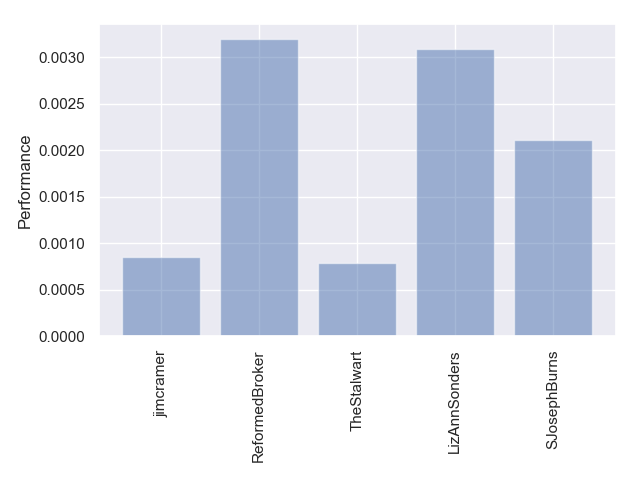 0.0030
0.0025
0.0020
0.0015
0.0010
0.0005
0.0000
Performance
jimcramer
ReformedBroker
TheStalwart
LizAnnSonders
SJosephBurns